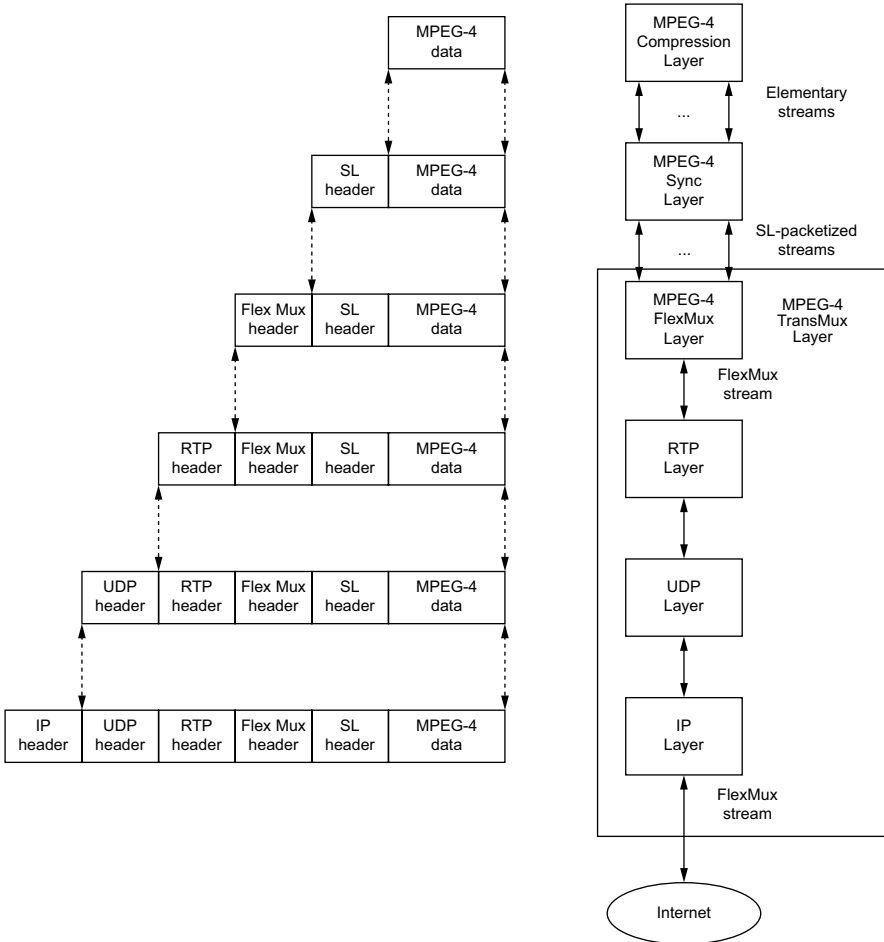 MPEG-4
data
MPEG-4
Compression
Layer
Elementary
streams
...
SL
header
MPEG-4
data
MPEG-4
Sync
Layer
SL-packetized
streams
...
Flex Mux
header
SL
header
MPEG-4
data
MPEG-4
FlexMux
Layer
MPEG-4
TransMux
Layer
FlexMux
stream
RTP
header
Flex Mux
header
SL
header
MPEG-4
data
RTP
Layer
UDP
header
RTP
header
Flex Mux
header
SL
header
MPEG-4
data
UDP
Layer
IP
header
UDP
header
RTP
header
Flex Mux
header
SL
header
MPEG-4
data
IP
Layer
FlexMux
stream
Internet